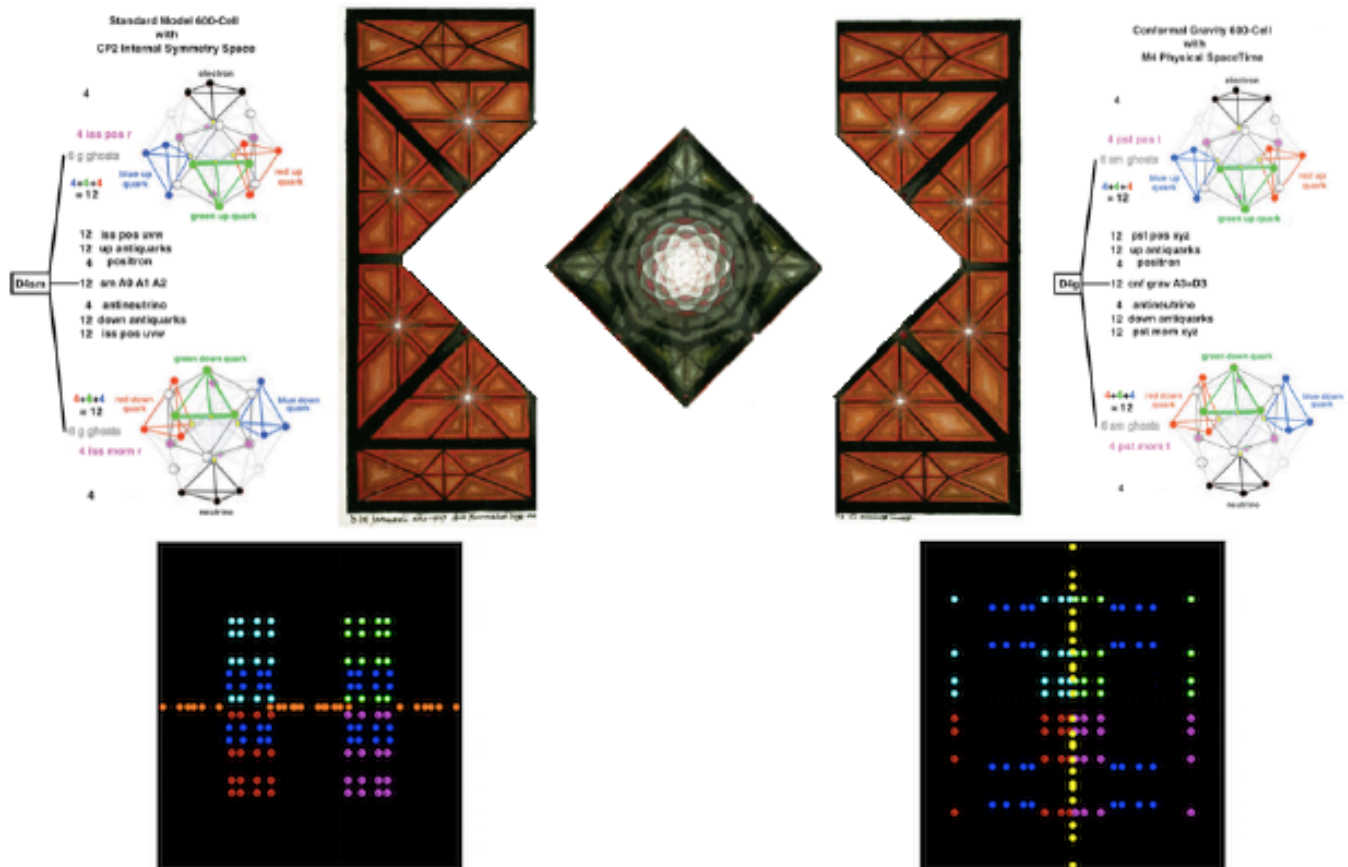 Standard Model 600-Cell
with
CP2 Internal Symmetry Space
electron
4
4 iss pos r
6 g ghosts
4+4+4
= 12
blue up
quark
red up
quark
green up quark
12 iss pos uvw
12 up antiquarks
4 positron
D4sm
12 sm A0 A1 A2
4 antineutrino
12 down antiquarks
12 iss pos uvw
green down quark
4+4+4
= 12
red down
quark
blue down
quark
6 g ghosts
4 iss mom r
4
neutrino
Conformal Gravity 600-Cell
with
M4 Physical SpaceTime
electron
4
4 pst pos t
6 sm ghosts
4+4+4
= 12
blue up
quark
red up
quark
green up quark
12 pst pos xyz
12 up antiquarks
4 positron
D4g
12 cnf grav A3=D3
4 antineutrino
12 down antiquarks
12 pst mom xyz
green down quark
4+4+4
= 12
red down
quark
blue down
quark
6 sm ghosts
4 pst mom t
4
neutrino